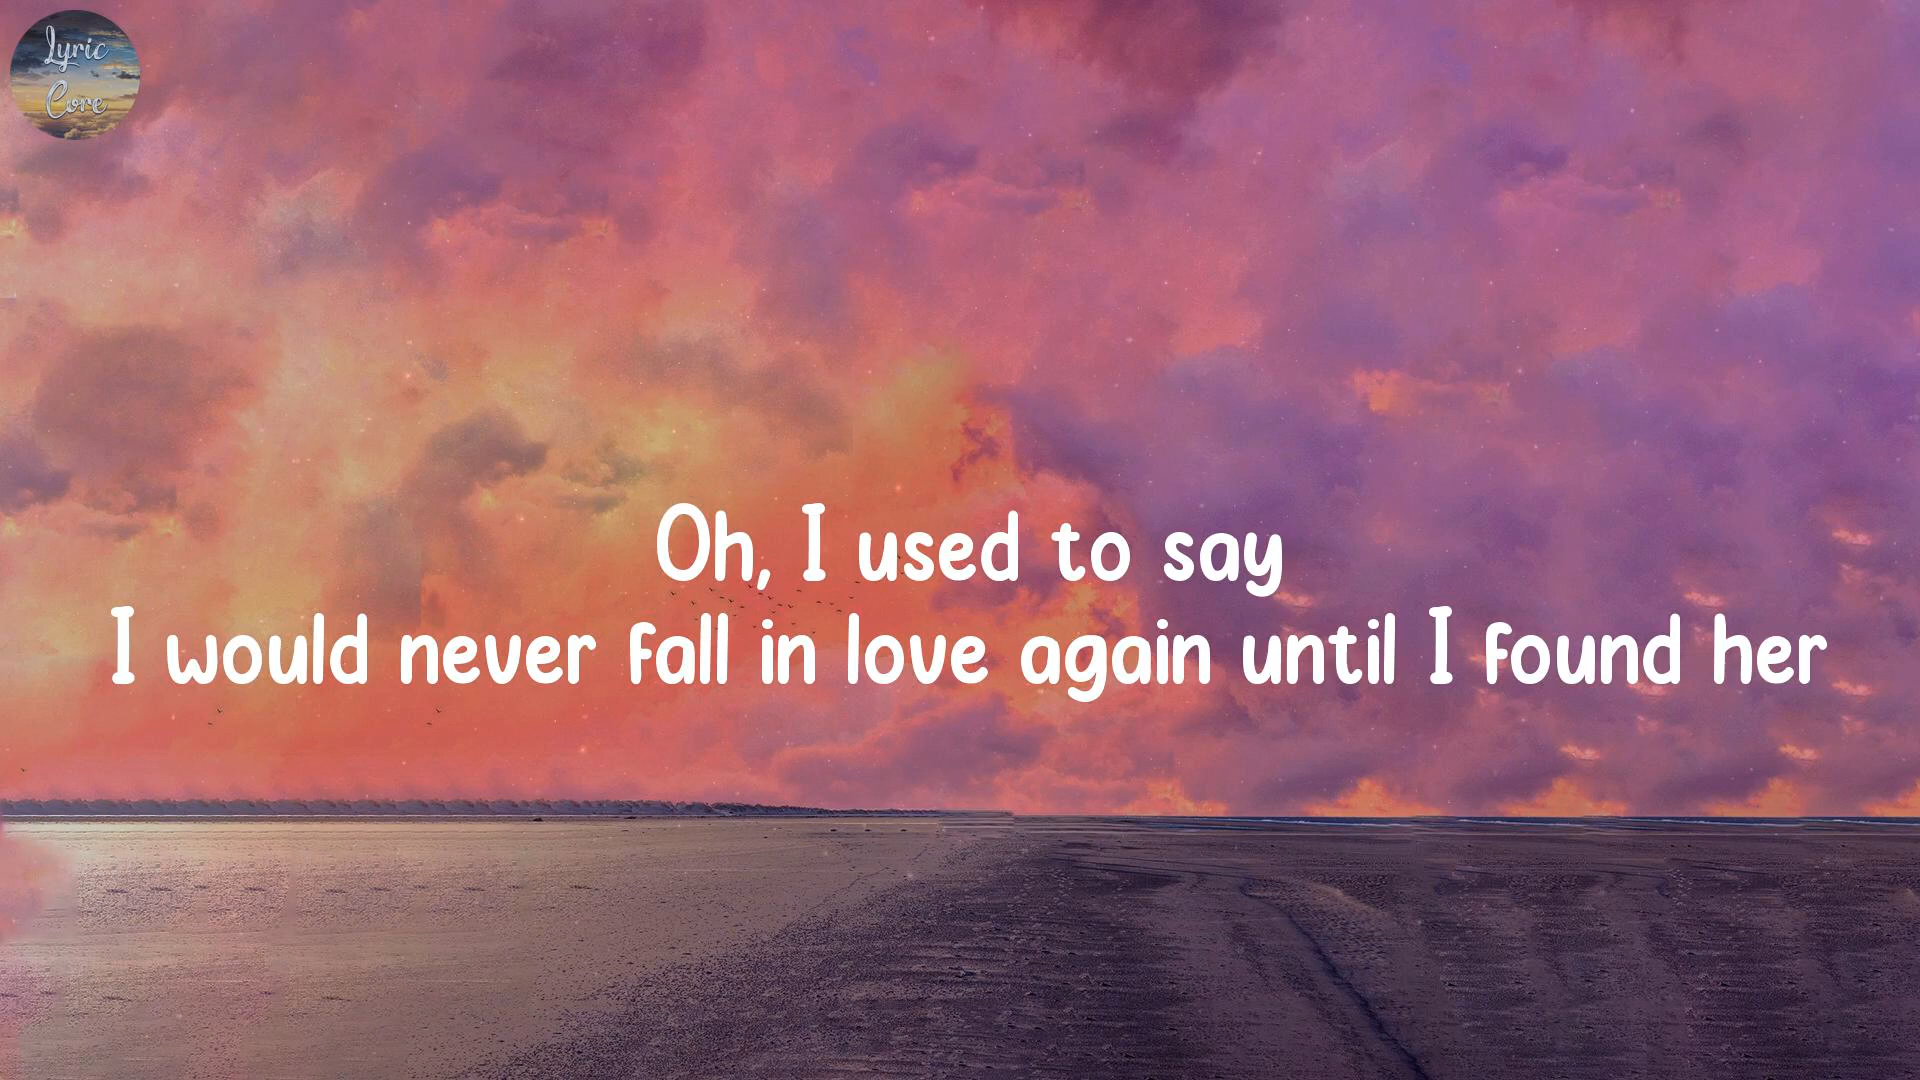 Lyric
Core
Oh, I used to say
I would never fall in love again until I found her